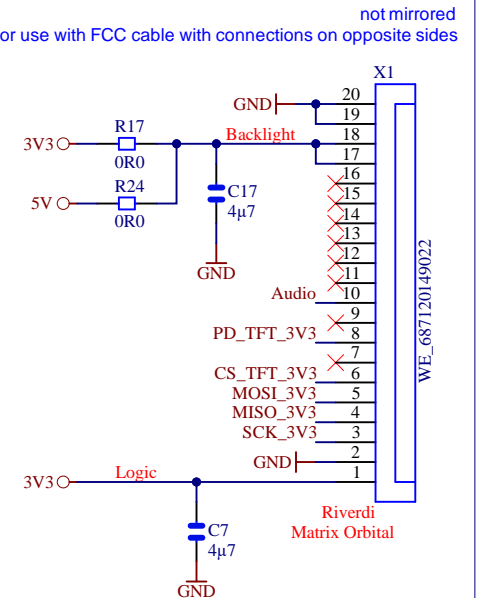 not mirrored
or use with FCC cable with connections on opposite sides
X1
GND
20
19
R17
3V3
0R0
Backlight
18
17
R24
5V
0R0
C17
4µ7
GND
16
15
14
13
12
11
Audio
10
9
PD_TFT_3V3
8
7
CS_TFT_3V3
6
MOSI_3V3
5
MISO_3V3
4
SCK_3V3
3
GND
2
3V3
Logic
1
WE_687120149022
Riverdi
Matrix Orbital
C7
4µ7
GND